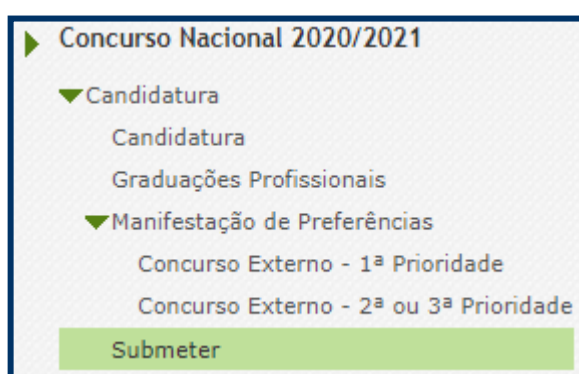 Concurso Nacional 2020/2021
Candidatura
Candidatura
Graduações Profissionais
Manifestação de Preferências
Concurso Externo - 1ª Prioridade
Concurso Externo - 2ª ou 3ª Prioridade
Submeter